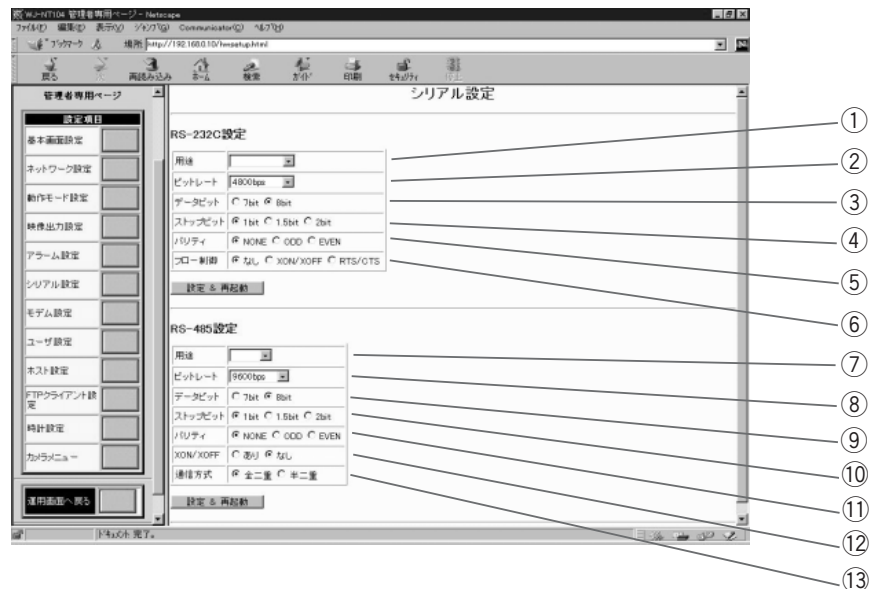 WJ-NT104 管理者専用ページ - Netscape
ファイル(F) 編集(E) 表示(V) ジャンプ(G) Communicator(C) ヘルプ(H)
ブックマーク 場所: http://192.168.0.10/hwsetup.html
戻る 再読み込み ホーム 検索 ガイド 印刷 セキュリティ 停止
管理者専用ページ
設定項目
基本画面設定
ネットワーク設定
動作モード設定
映像出力設定
アラーム設定
シリアル設定
モデム設定
ユーザ設定
ホスト設定
FTPクライアント設
定
時計設定
カメラメニュー
運用画面へ戻る
シリアル設定
RS-232C設定
用途 ①
ビットレート 4800bps ②
データビット 7bit 8bit ③
ストップビット 1bit 1.5bit 2bit ④
パリティ NONE ODD EVEN ⑤
フロー制御 なし XON/XOFF RTS/CTS ⑥
設定 & 再起動
RS-485設定
用途 ⑦
ビットレート 9600bps ⑧
データビット 7bit 8bit ⑨
ストップビット 1bit 1.5bit 2bit ⑩
パリティ NONE ODD EVEN ⑪
XON/XOFF あり なし ⑫
通信方式 全二重 半二重 ⑬
設定 & 再起動
ドキュメント: 完了。